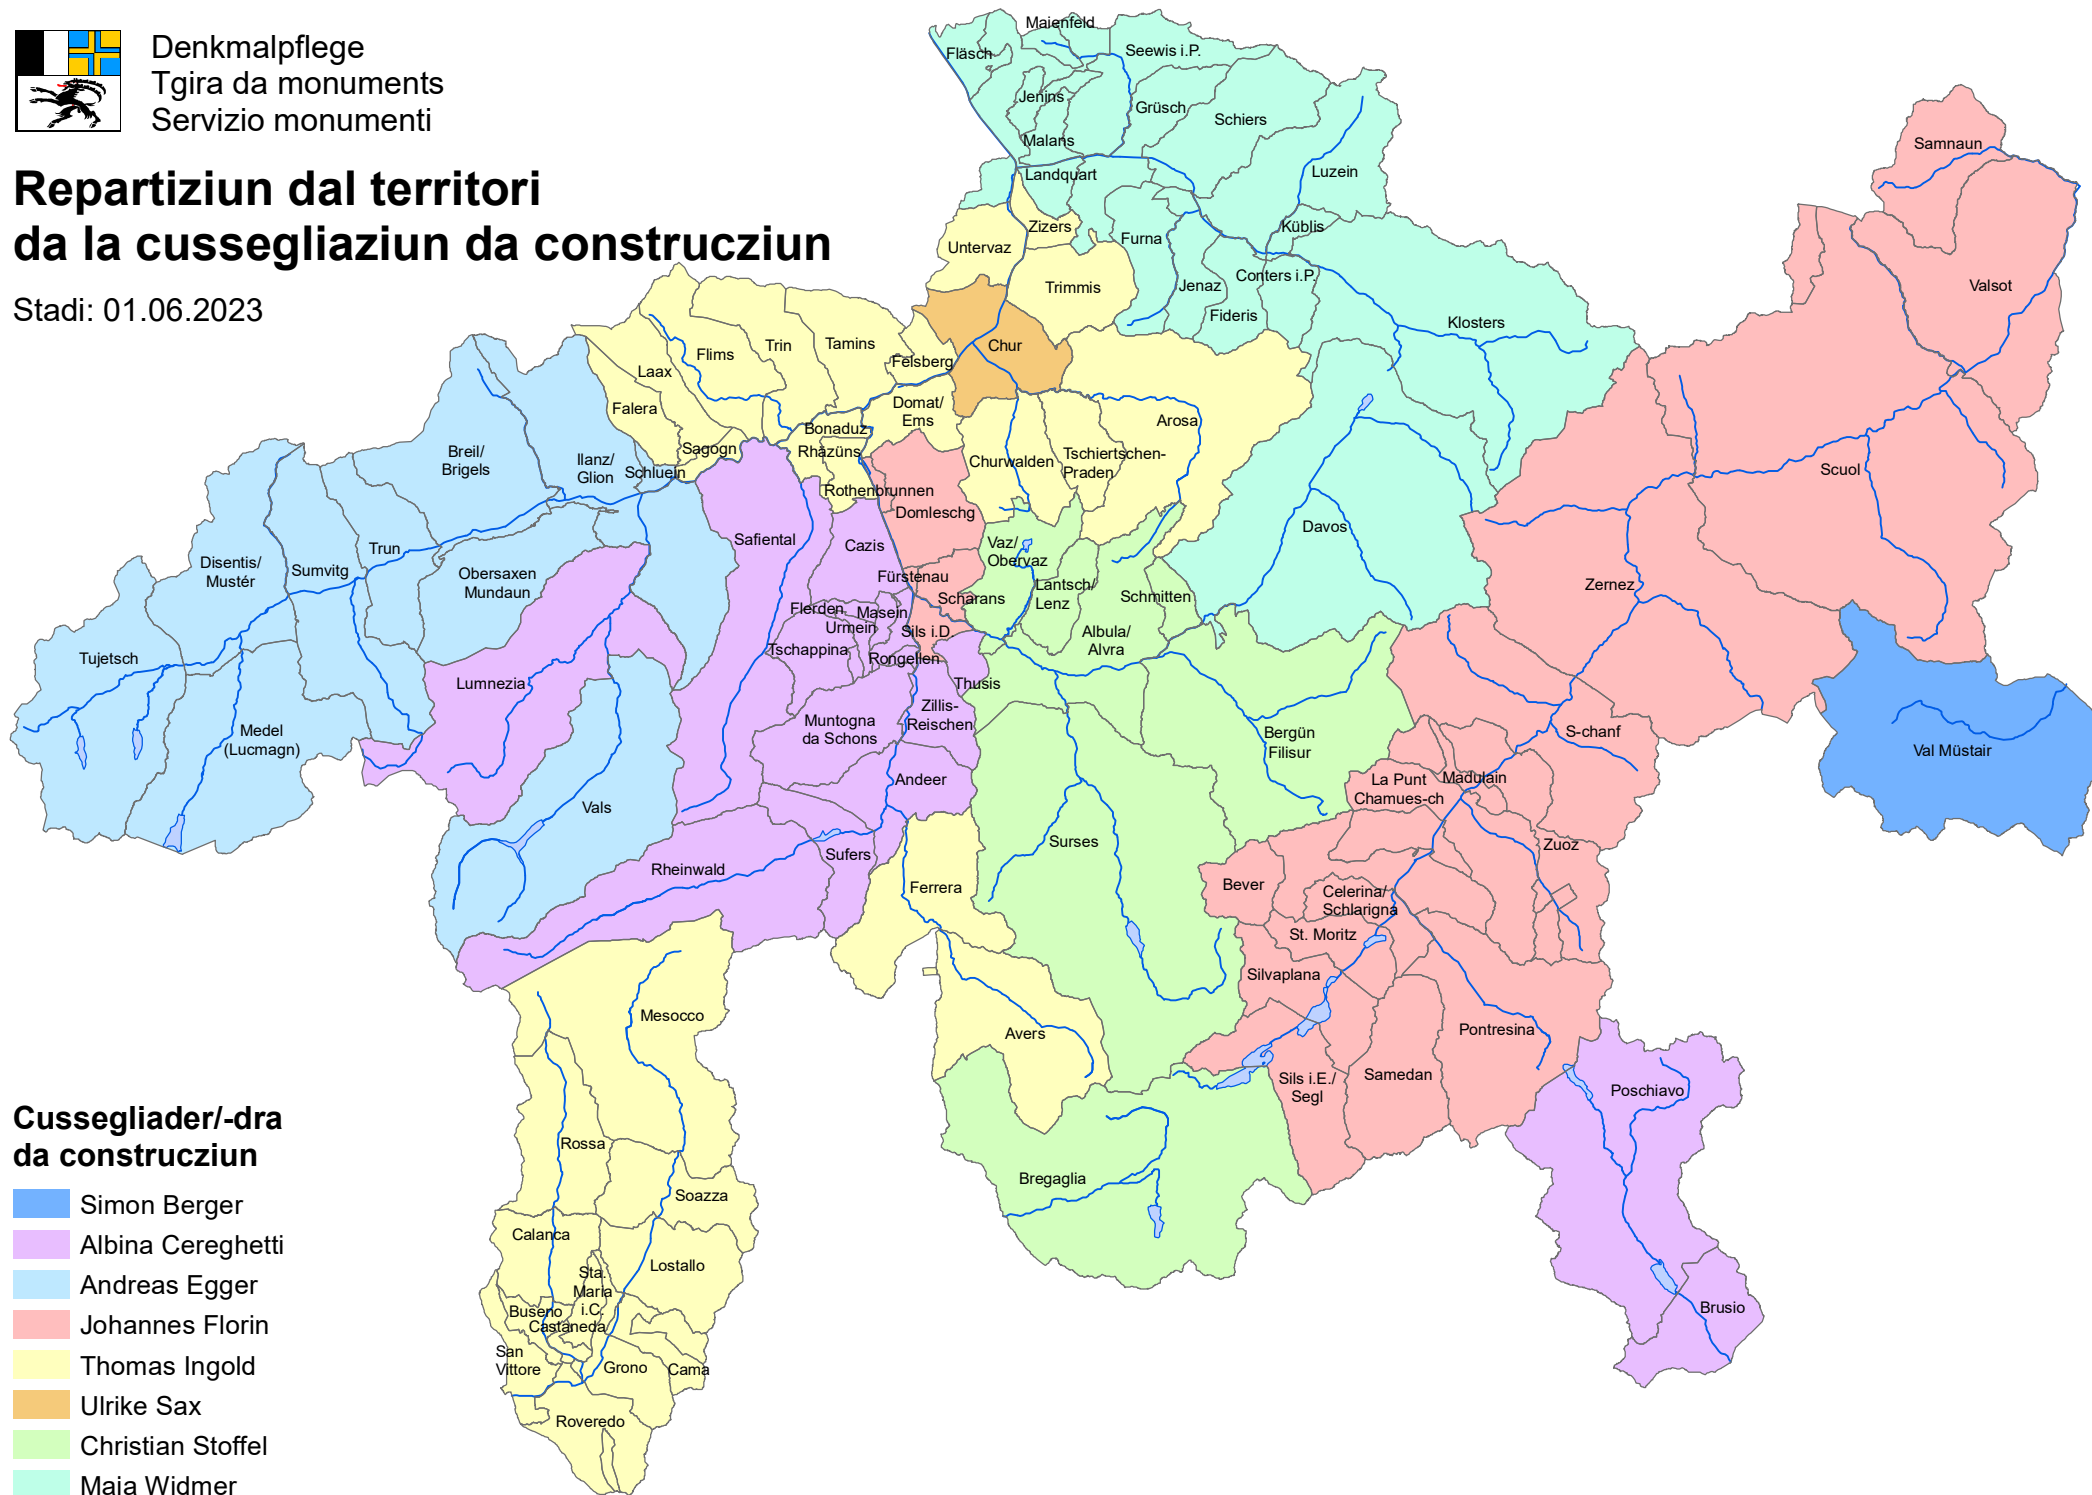 Denkmalpflege
Tgira da monuments
Servizio monumenti
Repartiziun dal territori
da la cussegliaziun da construcziun
Stadi: 01.06.2023
Maienfeld
Fläsch
Seewis i.P.
Jenins
Grüsch
Schiers
Malans
Landquart
Luzein
Samnaun
Zizers
Untervaz
Furna
Küblis
Trimmis
Jenaz
Conters i.P.
Fideris
Klosters
Valsot
Chur
Felsberg
Tamins
Trin
Flims
Laax
Falera
Domat/
Ems
Bonaduz
Rhäzüns
Sagogn
Arosa
Churwalden
Tschiertschen-
Praden
Breil/
Brigels
Ilanz/
Glion
Schluein
Rothenbrunnen
Domleschg
Scuol
Davos
Safiental
Cazis
Vaz/
Obervaz
Disentis/
Mustér
Sumvitg
Trun
Obersaxen
Mundaun
Fürstenau
Scharans
Lantsch/
Lenz
Schmitten
Zernez
Flerden
Masein
Urmein
Sils i.D.
Tschappina
Rongellen
Albula/
Alvra
Tujetsch
Lumnezia
Thusis
Zillis-
Reischen
Muntogna
da Schons
Medel
(Lucmagn)
Bergün
Filisur
S-chanf
Val Müstair
Andeer
La Punt
Chamues-ch
Madulain
Vals
Surses
Zuoz
Rheinwald
Sufers
Ferrera
Bever
Celerina/
Schlarigna
St. Moritz
Silvaplana
Mesocco
Avers
Pontresina
Sils i.E./
Segl
Samedan
Poschiavo
Rossa
Bregaglia
Soazza
Calanca
Lostallo
Sta.
Maria
i.C.
Buseno
Castaneda
Brusio
San
Vittore
Grono
Cama
Roveredo
Cussegliader/-dra
da construcziun
Simon Berger
Albina Cereghetti
Andreas Egger
Johannes Florin
Thomas Ingold
Ulrike Sax
Christian Stoffel
Maia Widmer